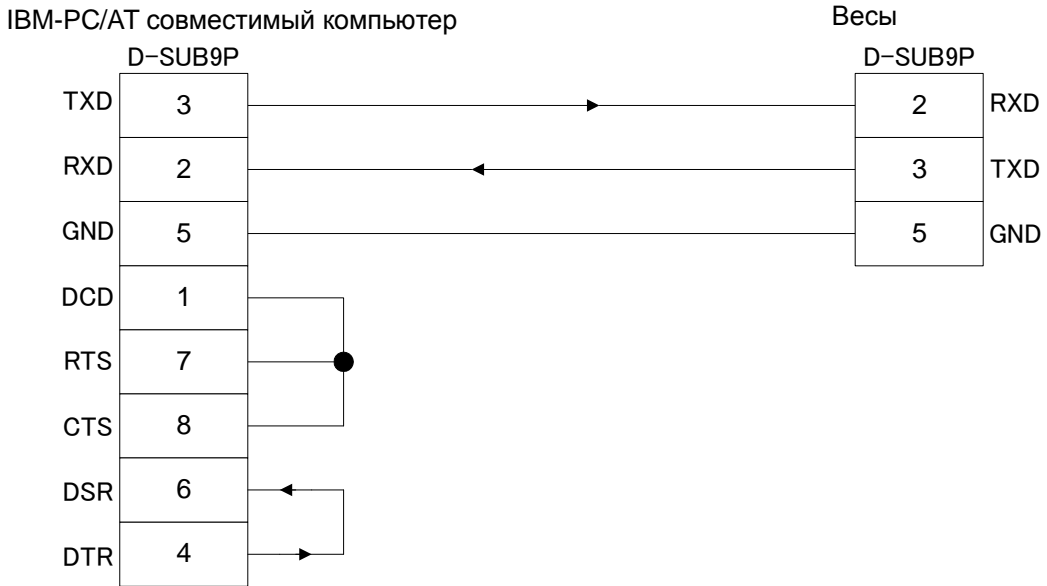 IBM-PC/AT совместимый компьютер
Весы
D-SUB9P
D-SUB9P
TXD 3 2 RXD
RXD 2 3 TXD
GND 5 5 GND
DCD 1
RTS 7
CTS 8
DSR 6
DTR 4